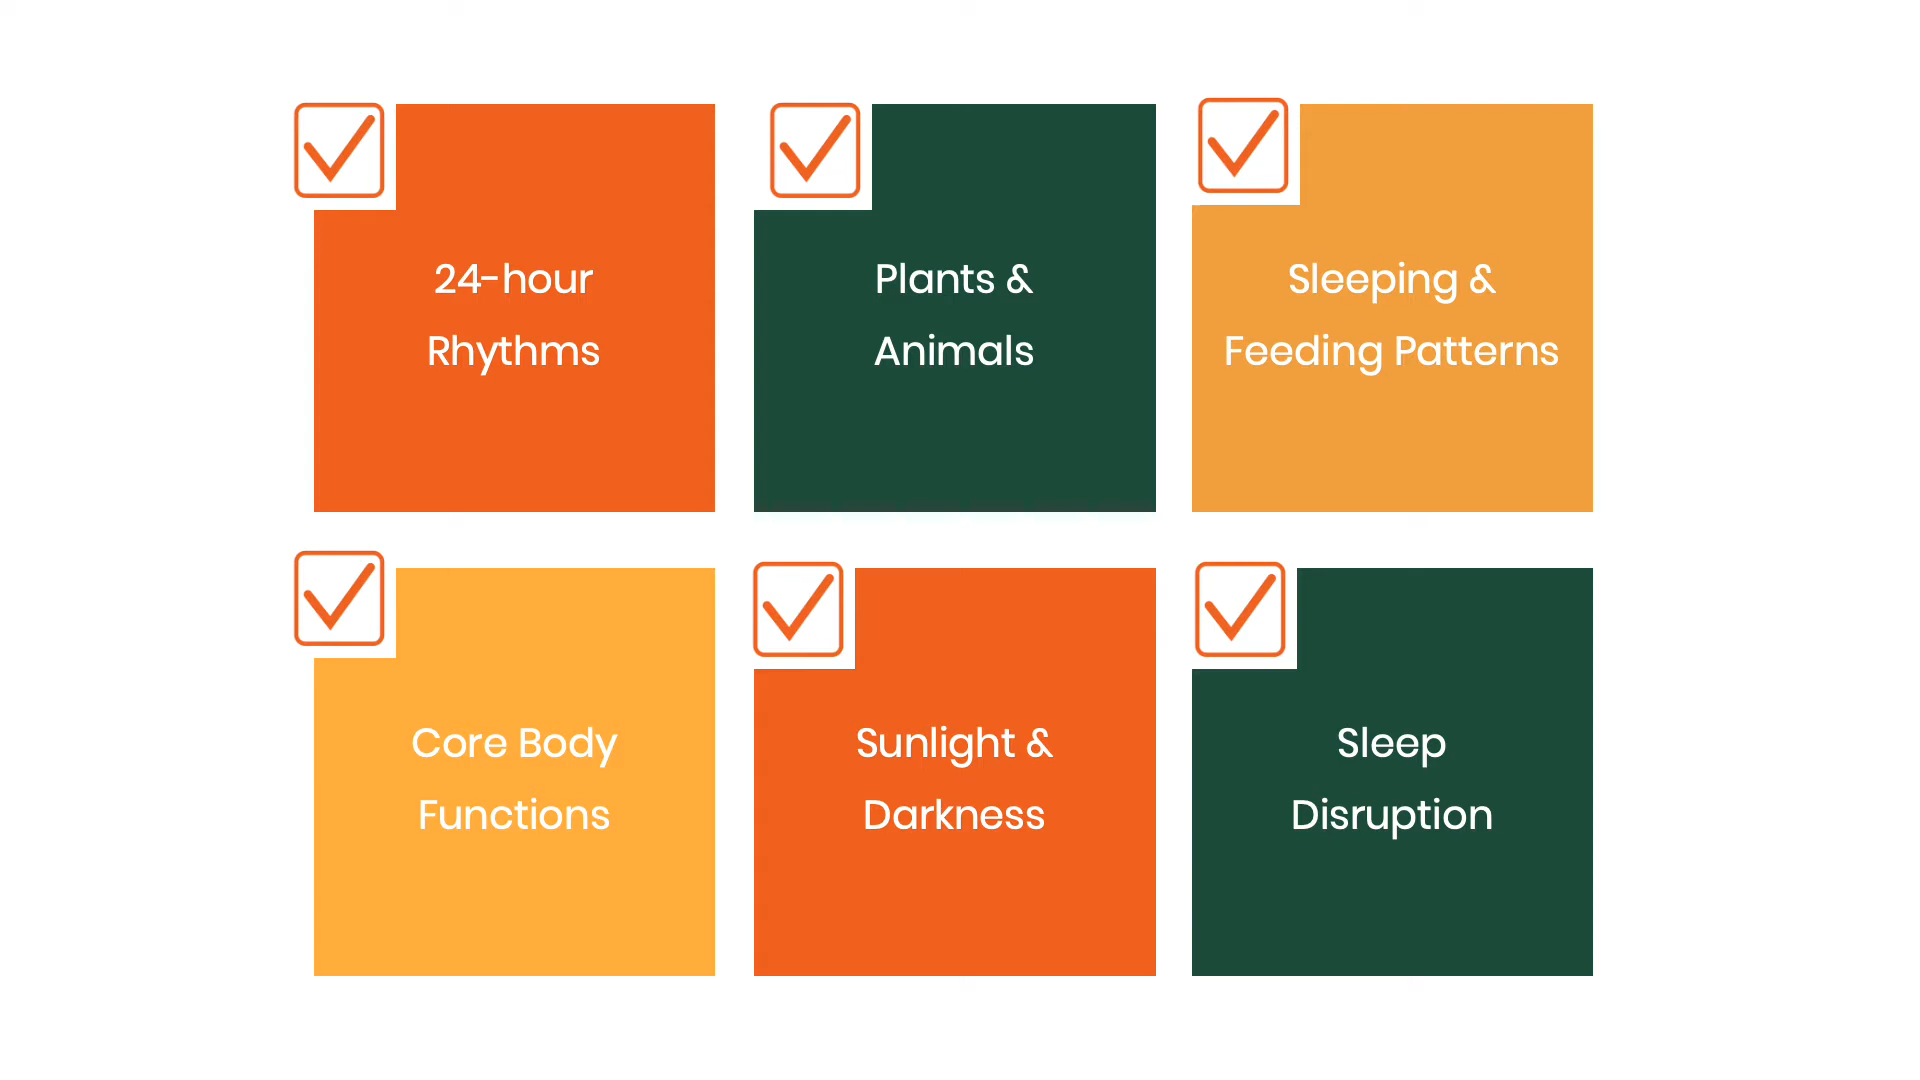 24-hour
Rhythms
Plants &
Animals
Sleeping &
Feeding Patterns
Core Body
Functions
Sunlight &
Darkness
Sleep
Disruption